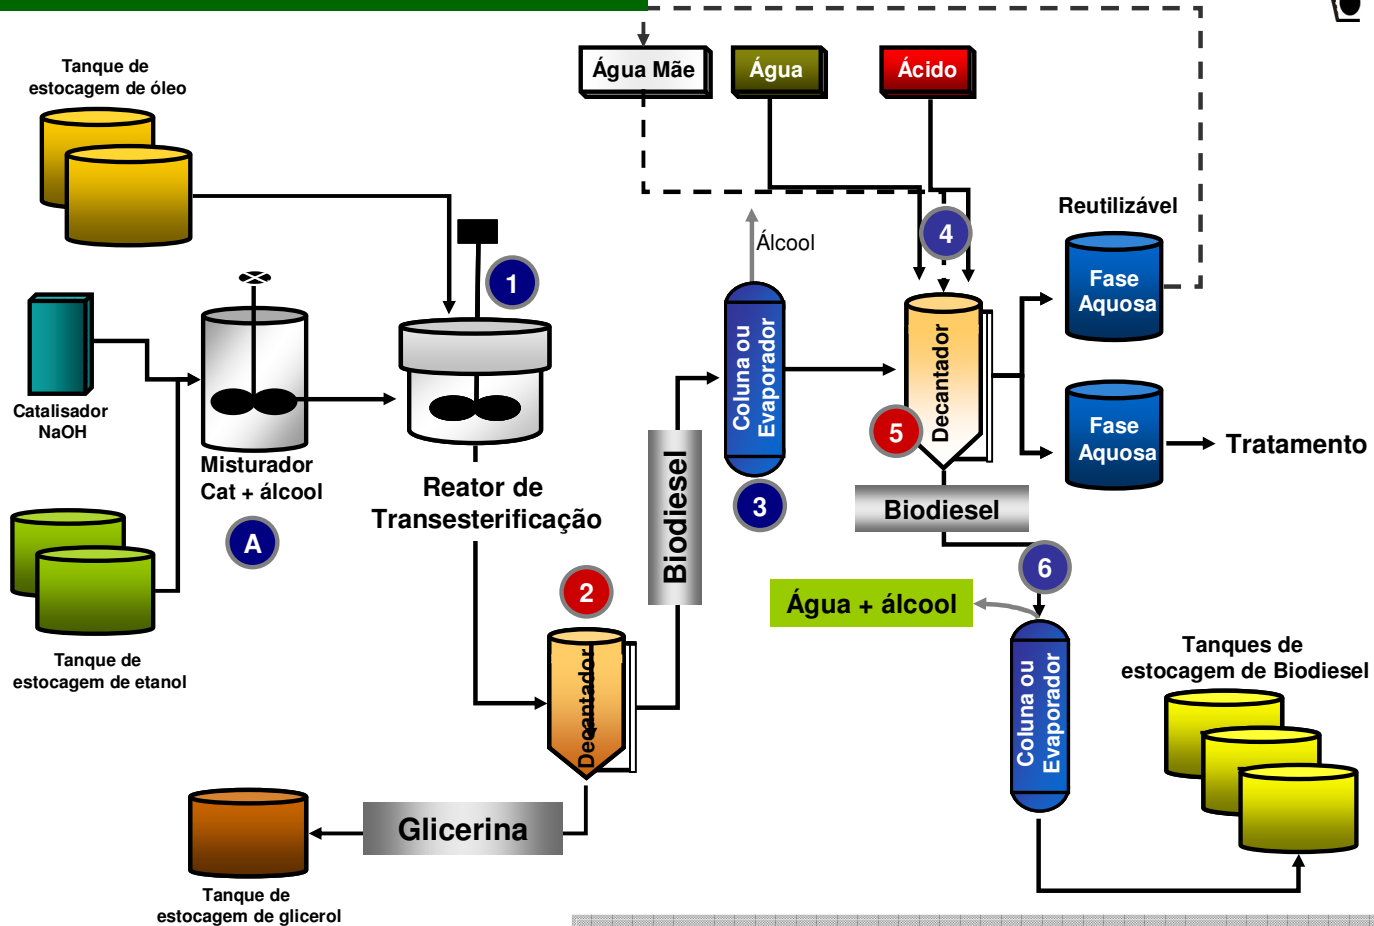 Tanque de
estocagem de óleo
Água Mãe
Água
Ácido
Reutilizável
Álcool
4
1
Fase
Aquosa
Coluna ou
Evaporador
Decantador
Catalisador
NaOH
5
Fase
Aquosa
Tratamento
Misturador
Cat + álcool
Reator de
Transesterificação
Biodiesel
3
Biodiesel
A
6
2
Água + álcool
Tanque de
estocagem de etanol
Decantador
Coluna ou
Evaporador
Tanques de
estocagem de Biodiesel
Glicerina
Tanque de
estocagem de glicerol